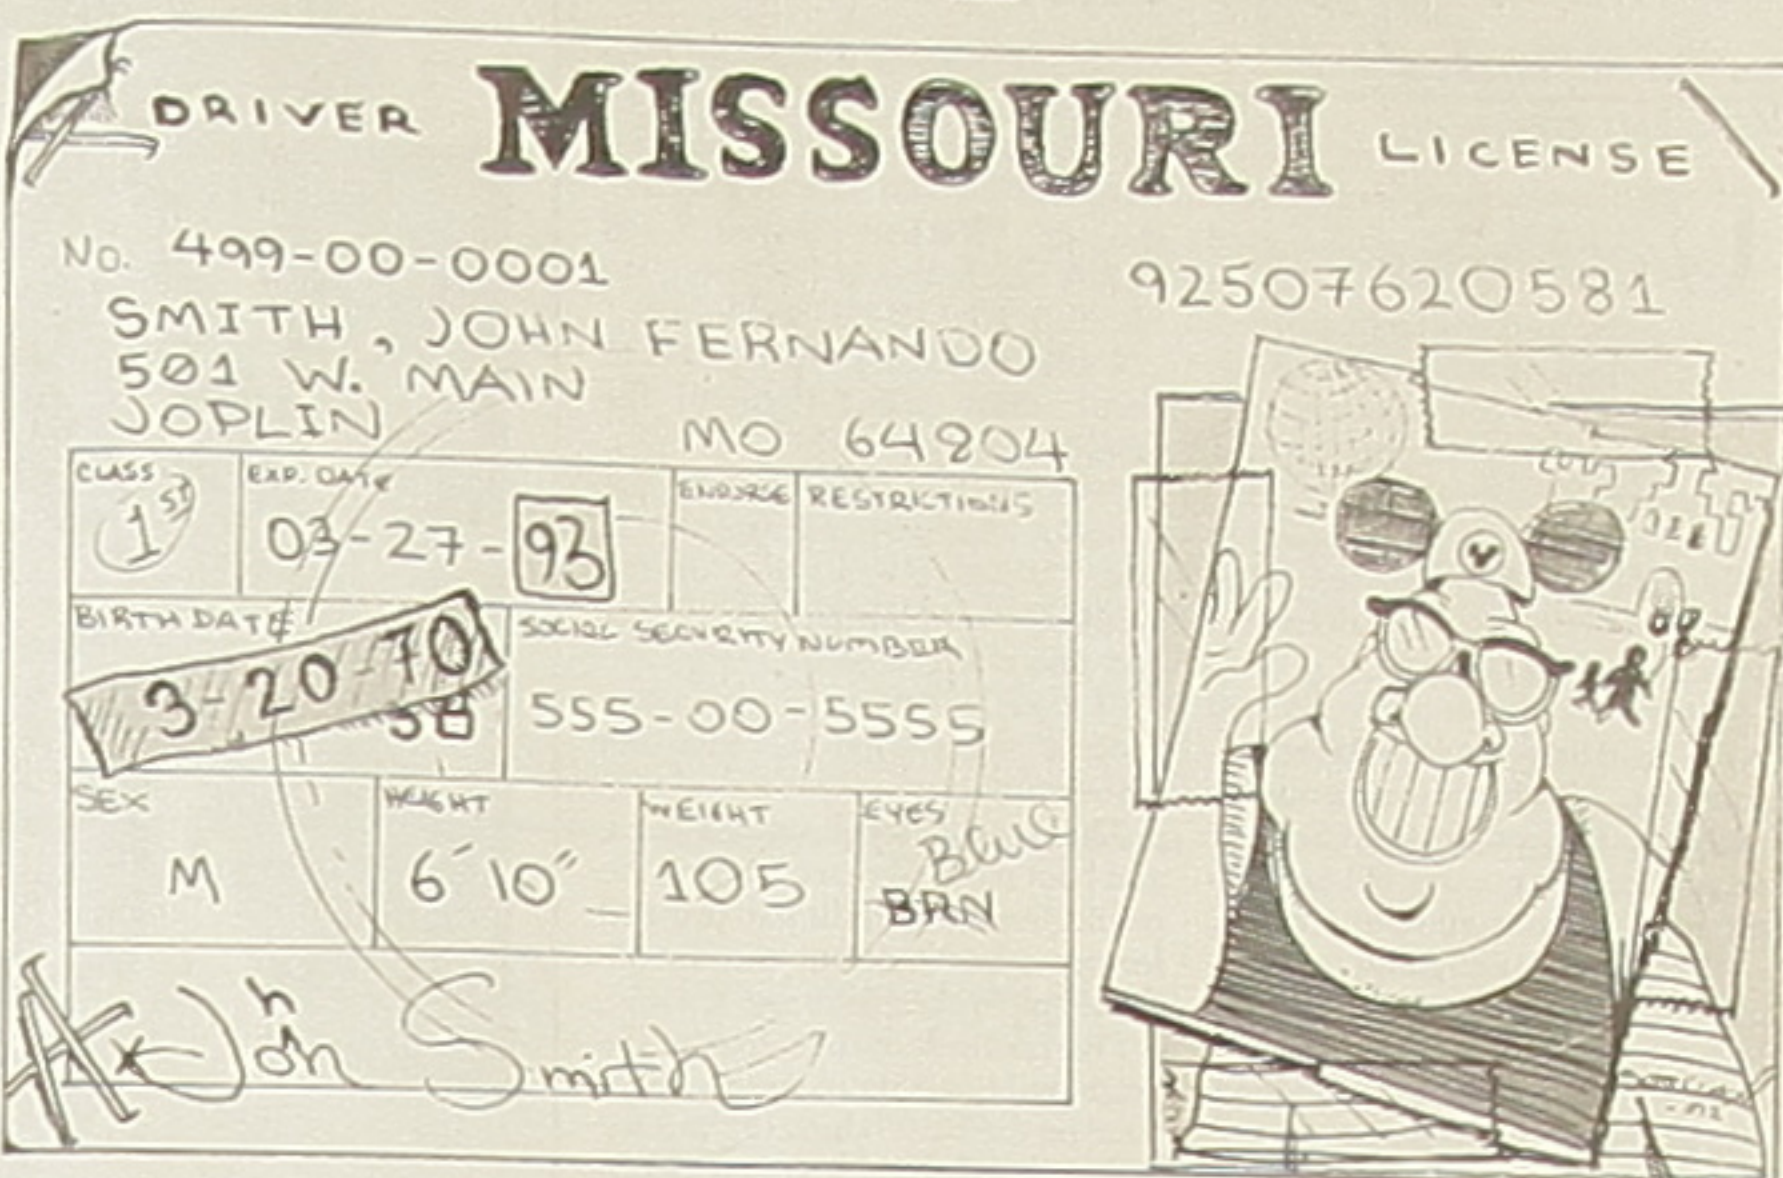 DRIVER MISSOURI LICENSE
No. 499-00-0001
92507620581
SMITH, JOHN FERNANDO
501 W. MAIN
JOPLIN MO 64804
CLASS
1ST
EXP. DATE
03-27-93
ENDORSE
RESTRICTIONS
BIRTH DATE
3-20-70
58
SOCIAL SECURITY NUMBER
555-00-5555
SEX
M
HEIGHT
6'10"
WEIGHT
105
EYES
Blue
BRN
x John Smith